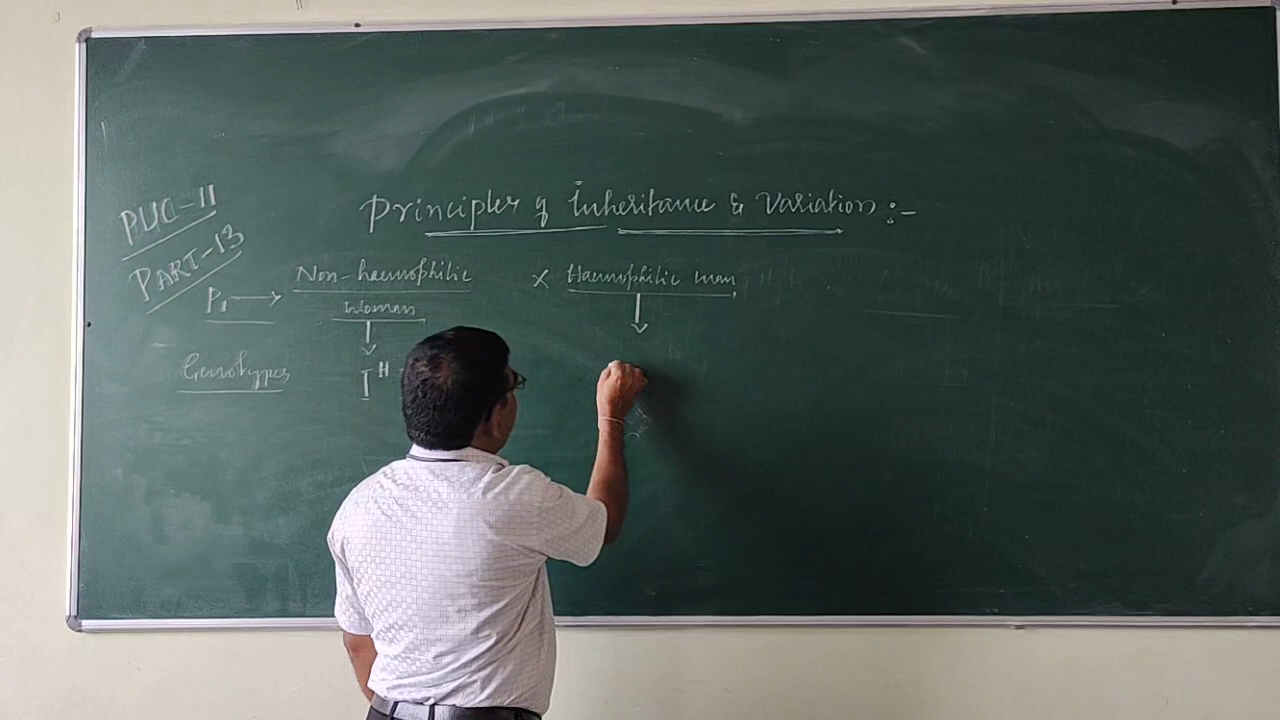 PUC-II
PART-13
Principles of Inheritance & Variation :-
P₁ → Non-haemophilic × Haemophilic man
Woman
Genotypes I^H